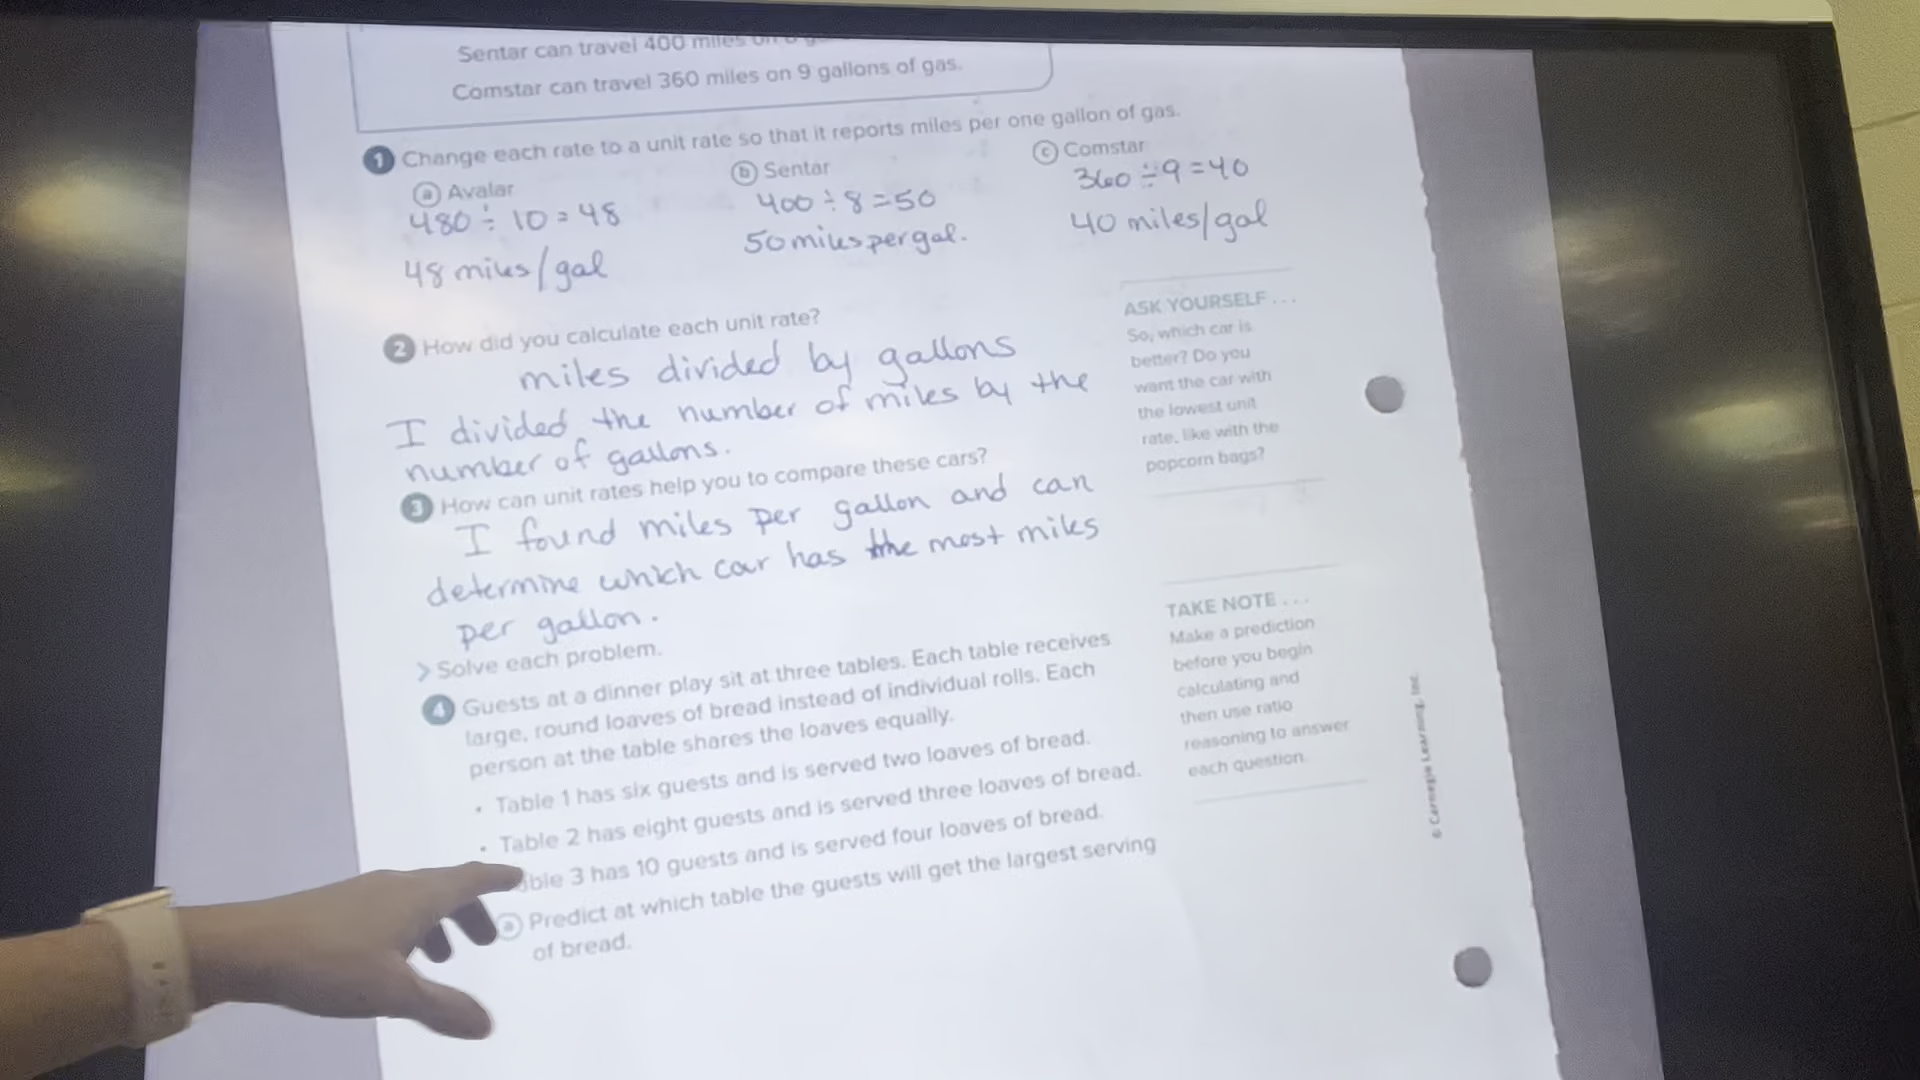 Sentar can travel 400 miles on 8
Comstar can travel 360 miles on 9 gallons of gas.
1 Change each rate to a unit rate so that it reports miles per one gallon of gas.
a Avalar
480 ÷ 10 = 48
48 miles/gal
b Sentar
400 ÷ 8 = 50
50 miles per gal.
c Comstar
360 ÷ 9 = 40
40 miles/gal
2 How did you calculate each unit rate?
miles divided by gallons
I divided the number of miles by the
number of gallons.
3 How can unit rates help you to compare these cars?
I found miles per gallon and can
determine which car has the most miles
per gallon.
ASK YOURSELF . . .
So, which car is
better? Do you
want the car with
the lowest unit
rate, like with the
popcorn bags?
> Solve each problem.
4 Guests at a dinner play sit at three tables. Each table receives
large, round loaves of bread instead of individual rolls. Each
person at the table shares the loaves equally.
• Table 1 has six guests and is served two loaves of bread.
• Table 2 has eight guests and is served three loaves of bread.
ble 3 has 10 guests and is served four loaves of bread.
a Predict at which table the guests will get the largest serving
of bread.
TAKE NOTE . . .
Make a prediction
before you begin
calculating and
then use ratio
reasoning to answer
each question.
© Carnegie Learning, Inc.